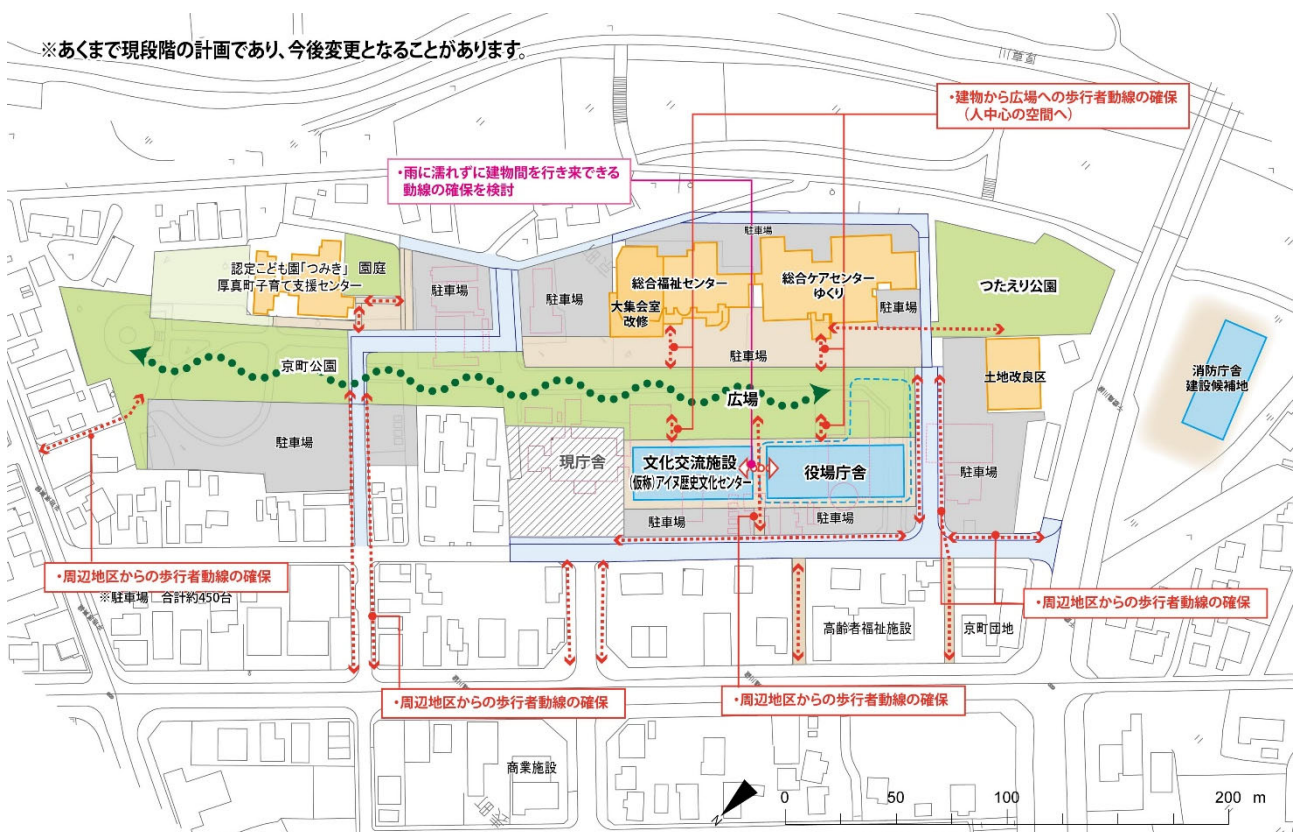 ※あくまで現段階の計画であり、今後変更となることがあります。
・建物から広場への歩行者動線の確保
（人中心の空間へ）
・雨に濡れずに建物間を行き来できる
動線の確保を検討
駐車場
認定こども園「つみき」
厚真町子育て支援センター
園庭
駐車場
駐車場
総合福祉センター
大集会室
改修
総合ケアセンター
ゆくり
駐車場
つたえり公園
駐車場
京町公園
広場
土地改良区
消防庁舎
建設候補地
駐車場
現庁舎
文化交流施設
(仮称)アイヌ歴史文化センター
役場庁舎
駐車場
駐車場
駐車場
・周辺地区からの歩行者動線の確保
※駐車場　合計約450台
・周辺地区からの歩行者動線の確保
高齢者福祉施設
京町団地
・周辺地区からの歩行者動線の確保
・周辺地区からの歩行者動線の確保
商業施設
N
0
50
100
200 m